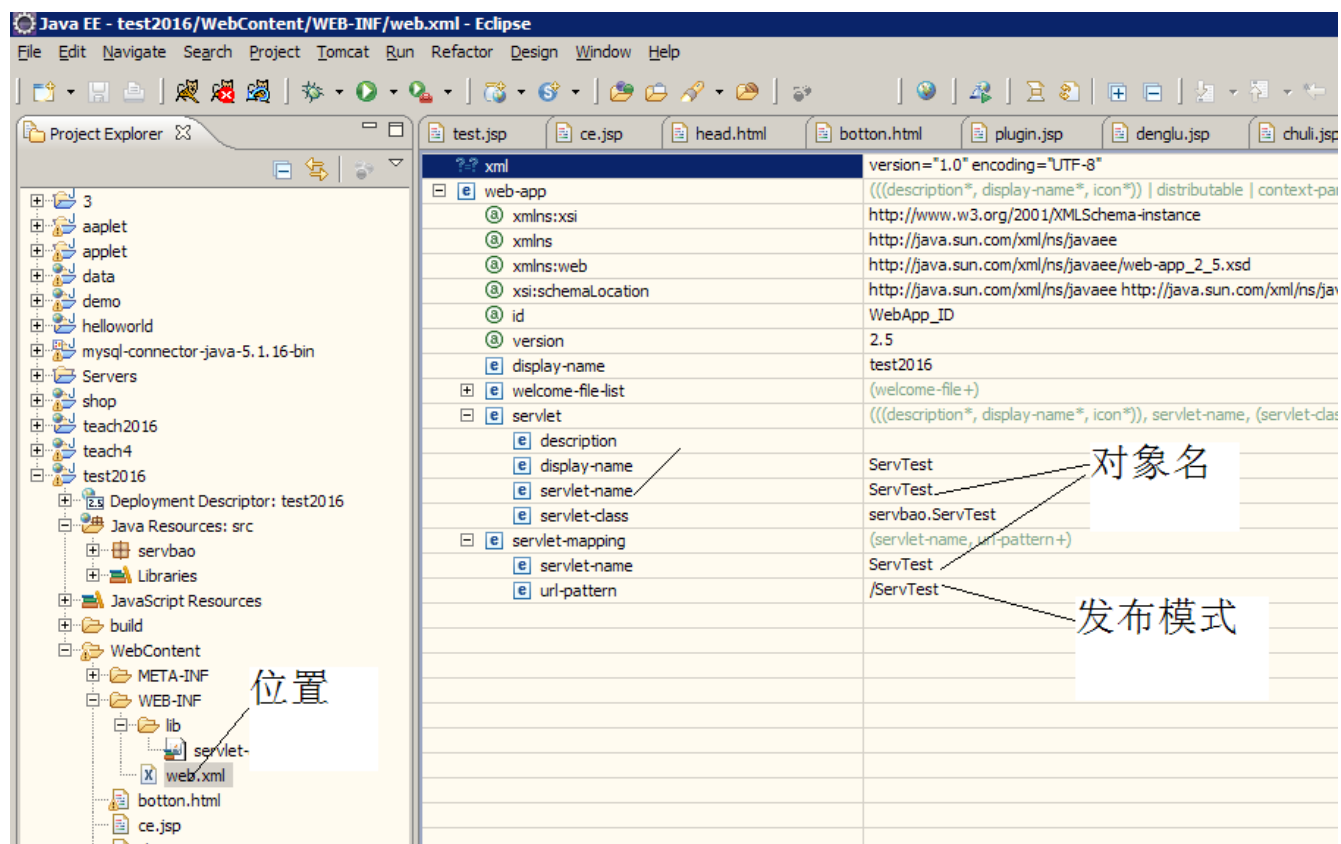 Java EE - test2016/WebContent/WEB-INF/web.xml - Eclipse
File Edit Navigate Search Project Tomcat Run Refactor Design Window Help
Project Explorer
test.jsp ce.jsp head.html botton.html plugin.jsp denglu.jsp chuli.jsp
3
aaplet
applet
data
demo
helloworld
mysql-connector-java-5.1.16-bin
Servers
shop
teach2016
teach4
test2016
Deployment Descriptor: test2016
Java Resources: src
servbao
Libraries
JavaScript Resources
build
WebContent
META-INF
WEB-INF
lib
servlet-
web.xml
botton.html
ce.jsp
位置
?=? xml version="1.0" encoding="UTF-8"
web-app (((description*, display-name*, icon*)) | distributable | context-par
xmlns:xsi http://www.w3.org/2001/XMLSchema-instance
xmlns http://java.sun.com/xml/ns/javaee
xmlns:web http://java.sun.com/xml/ns/javaee/web-app_2_5.xsd
xsi:schemaLocation http://java.sun.com/xml/ns/javaee http://java.sun.com/xml/ns/jav
id WebApp_ID
version 2.5
display-name test2016
welcome-file-list (welcome-file+)
servlet (((description*, display-name*, icon*)), servlet-name, (servlet-clas
description
display-name ServTest
servlet-name ServTest
servlet-class servbao.ServTest
servlet-mapping (servlet-name, url-pattern+)
servlet-name ServTest
url-pattern /ServTest
对象名
发布模式